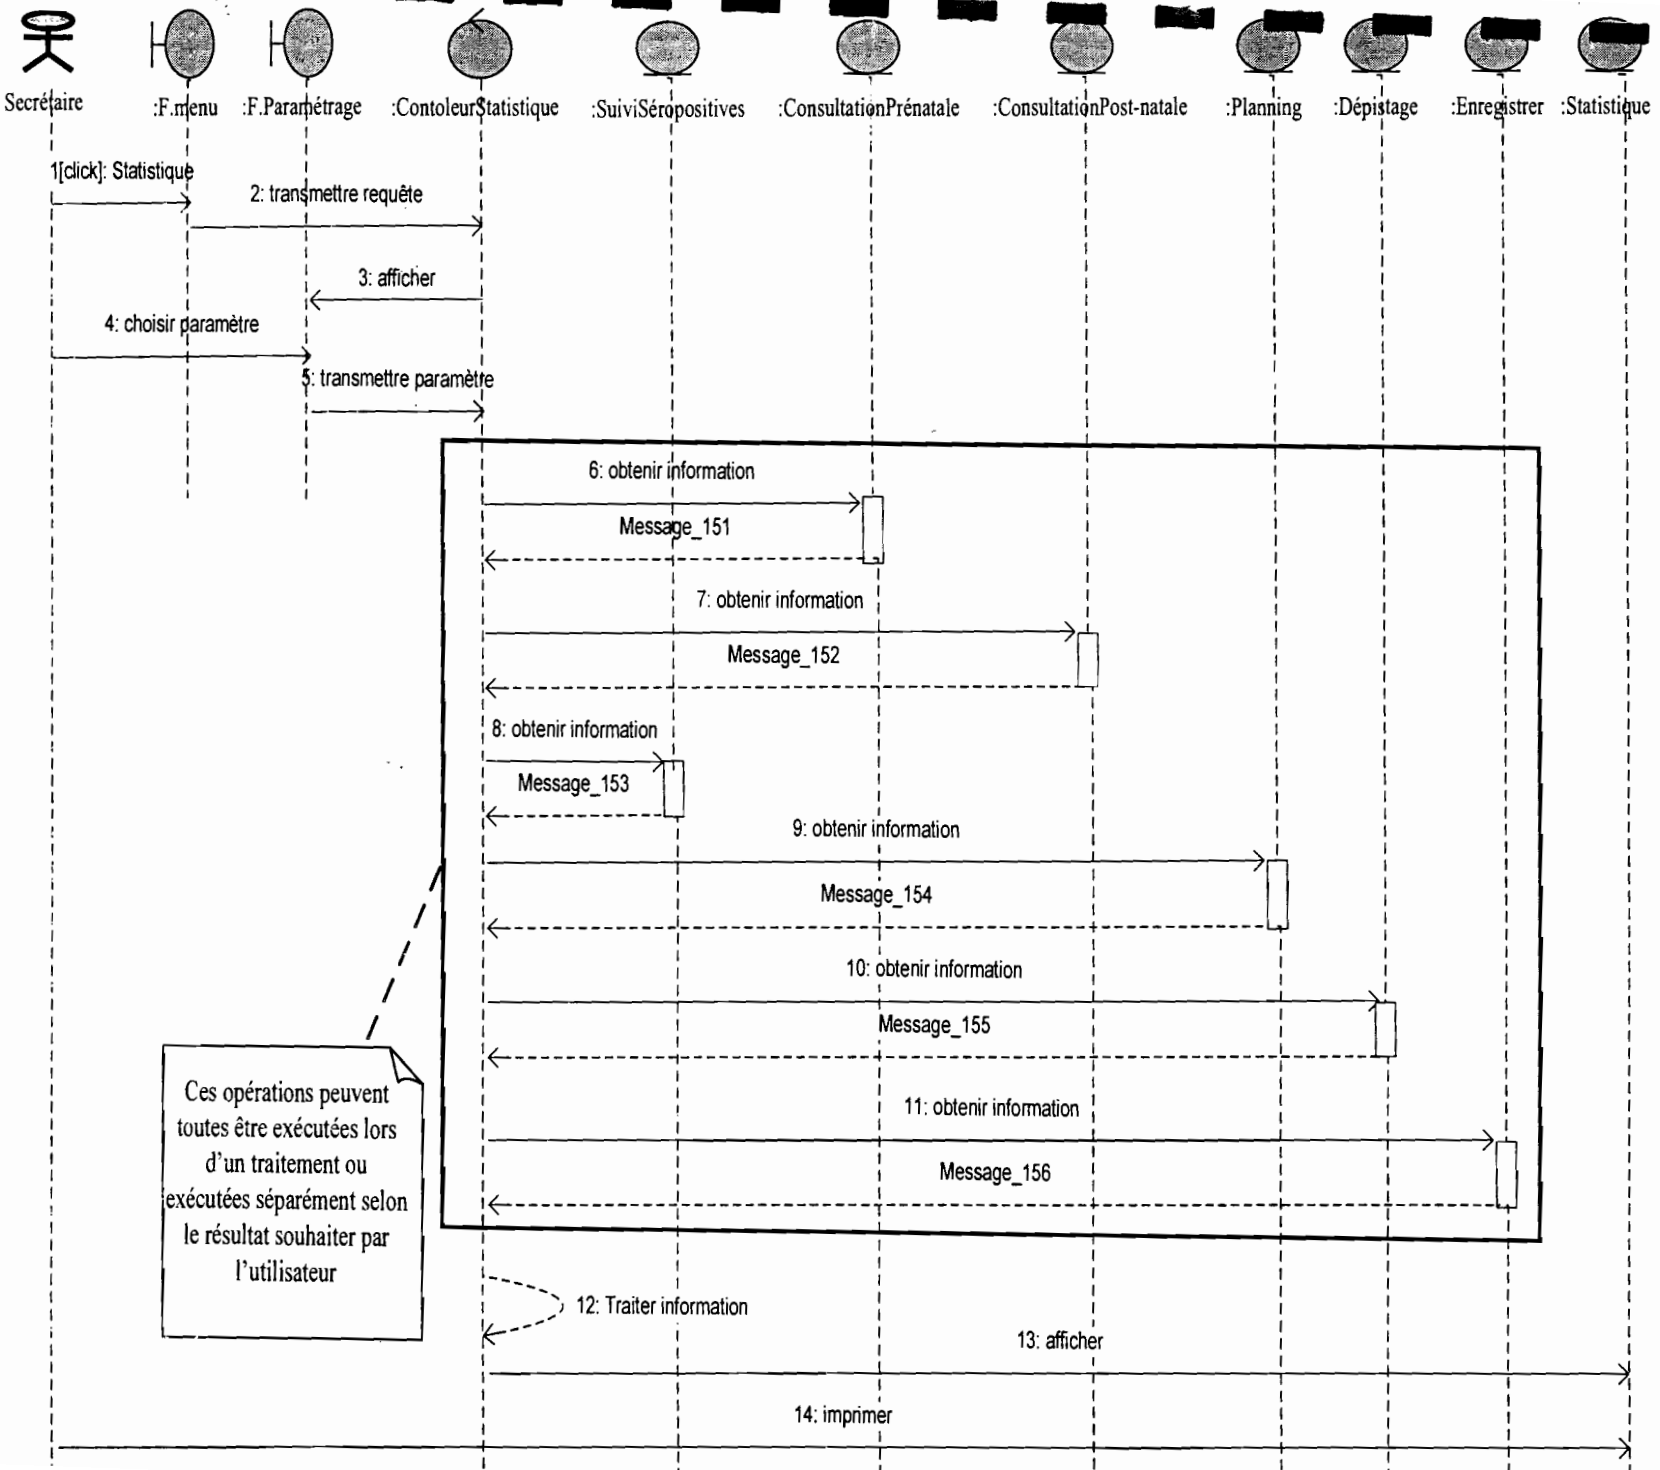 Secrétaire
:F.menu
:F.Paramétrage
:ContoleurStatistique
:SuiviSéropositives
:ConsultationPrénatale
:ConsultationPost-natale
:Planning
:Dépistage
:Enregistrer
:Statistique
1[click]: Statistique
2: transmettre requête
3: afficher
4: choisir paramètre
5: transmettre paramètre
6: obtenir information
Message_151
7: obtenir information
Message_152
8: obtenir information
Message_153
9: obtenir information
Message_154
10: obtenir information
Message_155
11: obtenir information
Message_156
Ces opérations peuvent
toutes être exécutées lors
d'un traitement ou
exécutées séparément selon
le résultat souhaiter par
l'utilisateur
12: Traiter information
13: afficher
14: imprimer